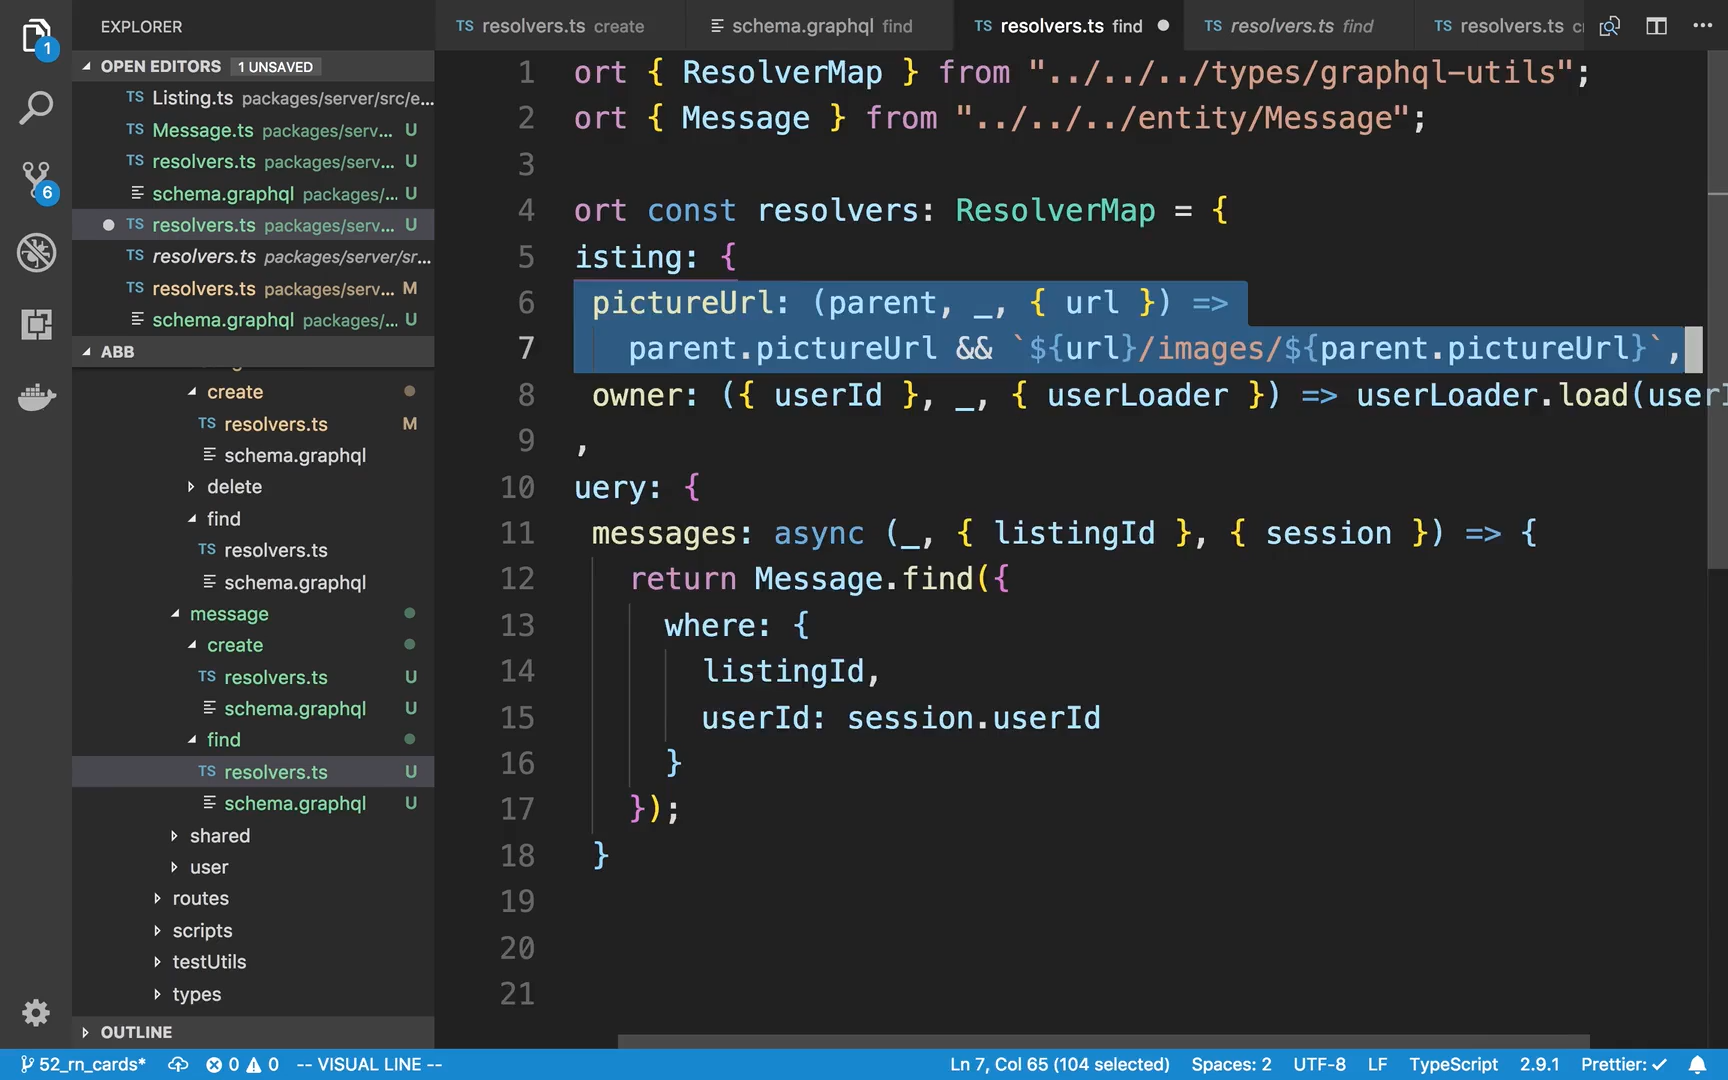 EXPLORER
OPEN EDITORS 1 UNSAVED
TS Listing.ts packages/server/src/e...
TS Message.ts packages/serv... U
TS resolvers.ts packages/serv... U
schema.graphql packages/... U
TS resolvers.ts packages/serv... U
TS resolvers.ts packages/server/sr...
TS resolvers.ts packages/serv... M
schema.graphql packages/... U
ABB
create
TS resolvers.ts M
schema.graphql
delete
find
TS resolvers.ts
schema.graphql
message
create
TS resolvers.ts U
schema.graphql U
find
TS resolvers.ts U
schema.graphql U
shared
user
routes
scripts
testUtils
types
OUTLINE
1
6
TS resolvers.ts create
schema.graphql find
TS resolvers.ts find
TS resolvers.ts find
TS resolvers.ts
1 ort { ResolverMap } from "../../../types/graphql-utils";
2 ort { Message } from "../../../entity/Message";
3
4 ort const resolvers: ResolverMap = {
5 isting: {
6 pictureUrl: (parent, _, { url }) =>
7 parent.pictureUrl && `${url}/images/${parent.pictureUrl}`,
8 owner: ({ userId }, _, { userLoader }) => userLoader.load(userI
9 ,
10 uery: {
11 messages: async (_, { listingId }, { session }) => {
12 return Message.find({
13 where: {
14 listingId,
15 userId: session.userId
16 }
17 });
18 }
19
20
21
52_rn_cards* 0 0 -- VISUAL LINE -- Ln 7, Col 65 (104 selected) Spaces: 2 UTF-8 LF TypeScript 2.9.1 Prettier: ✓